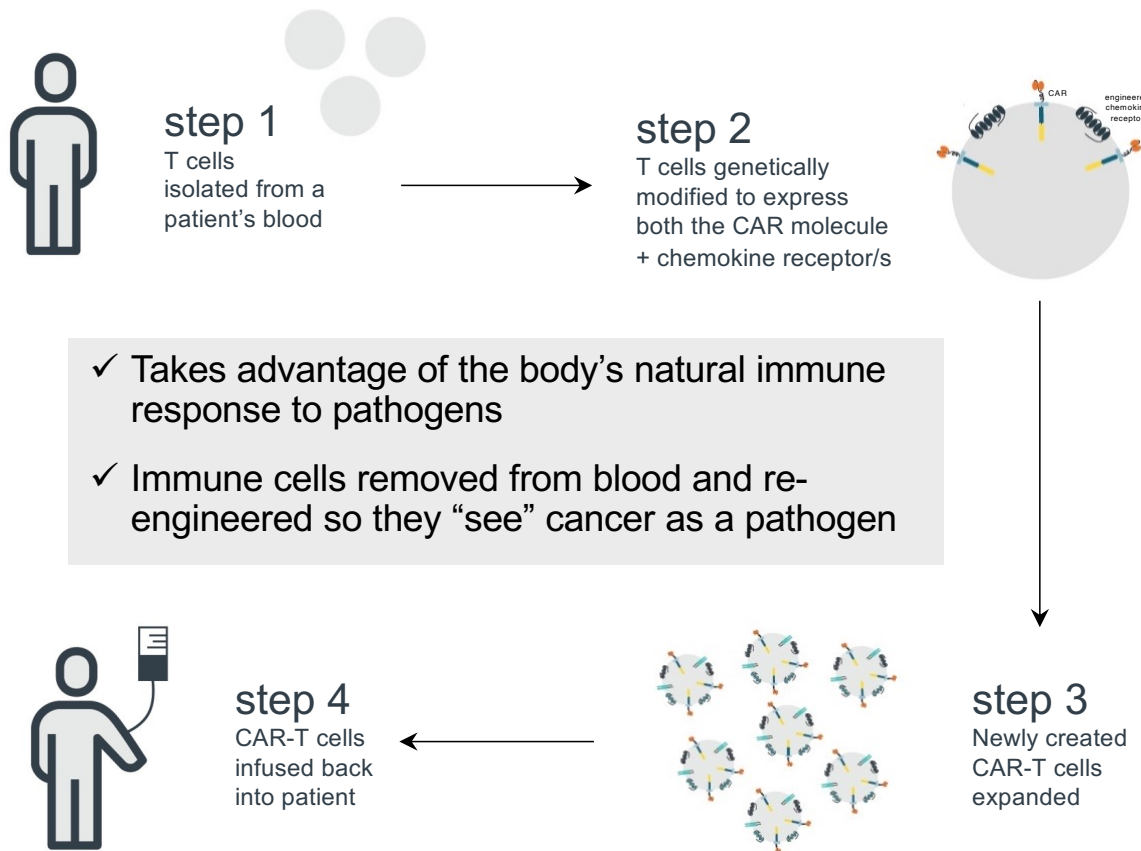 step 1
T cells
isolated from a
patient’s blood
step 2
T cells genetically
modified to express
both the CAR molecule
+ chemokine receptor/s
CAR
engineere
chemokin
recepto
✓ Takes advantage of the body’s natural immune
response to pathogens
✓ Immune cells removed from blood and re-
engineered so they “see” cancer as a pathogen
step 4
CAR-T cells
infused back
into patient
step 3
Newly created
CAR-T cells
expanded